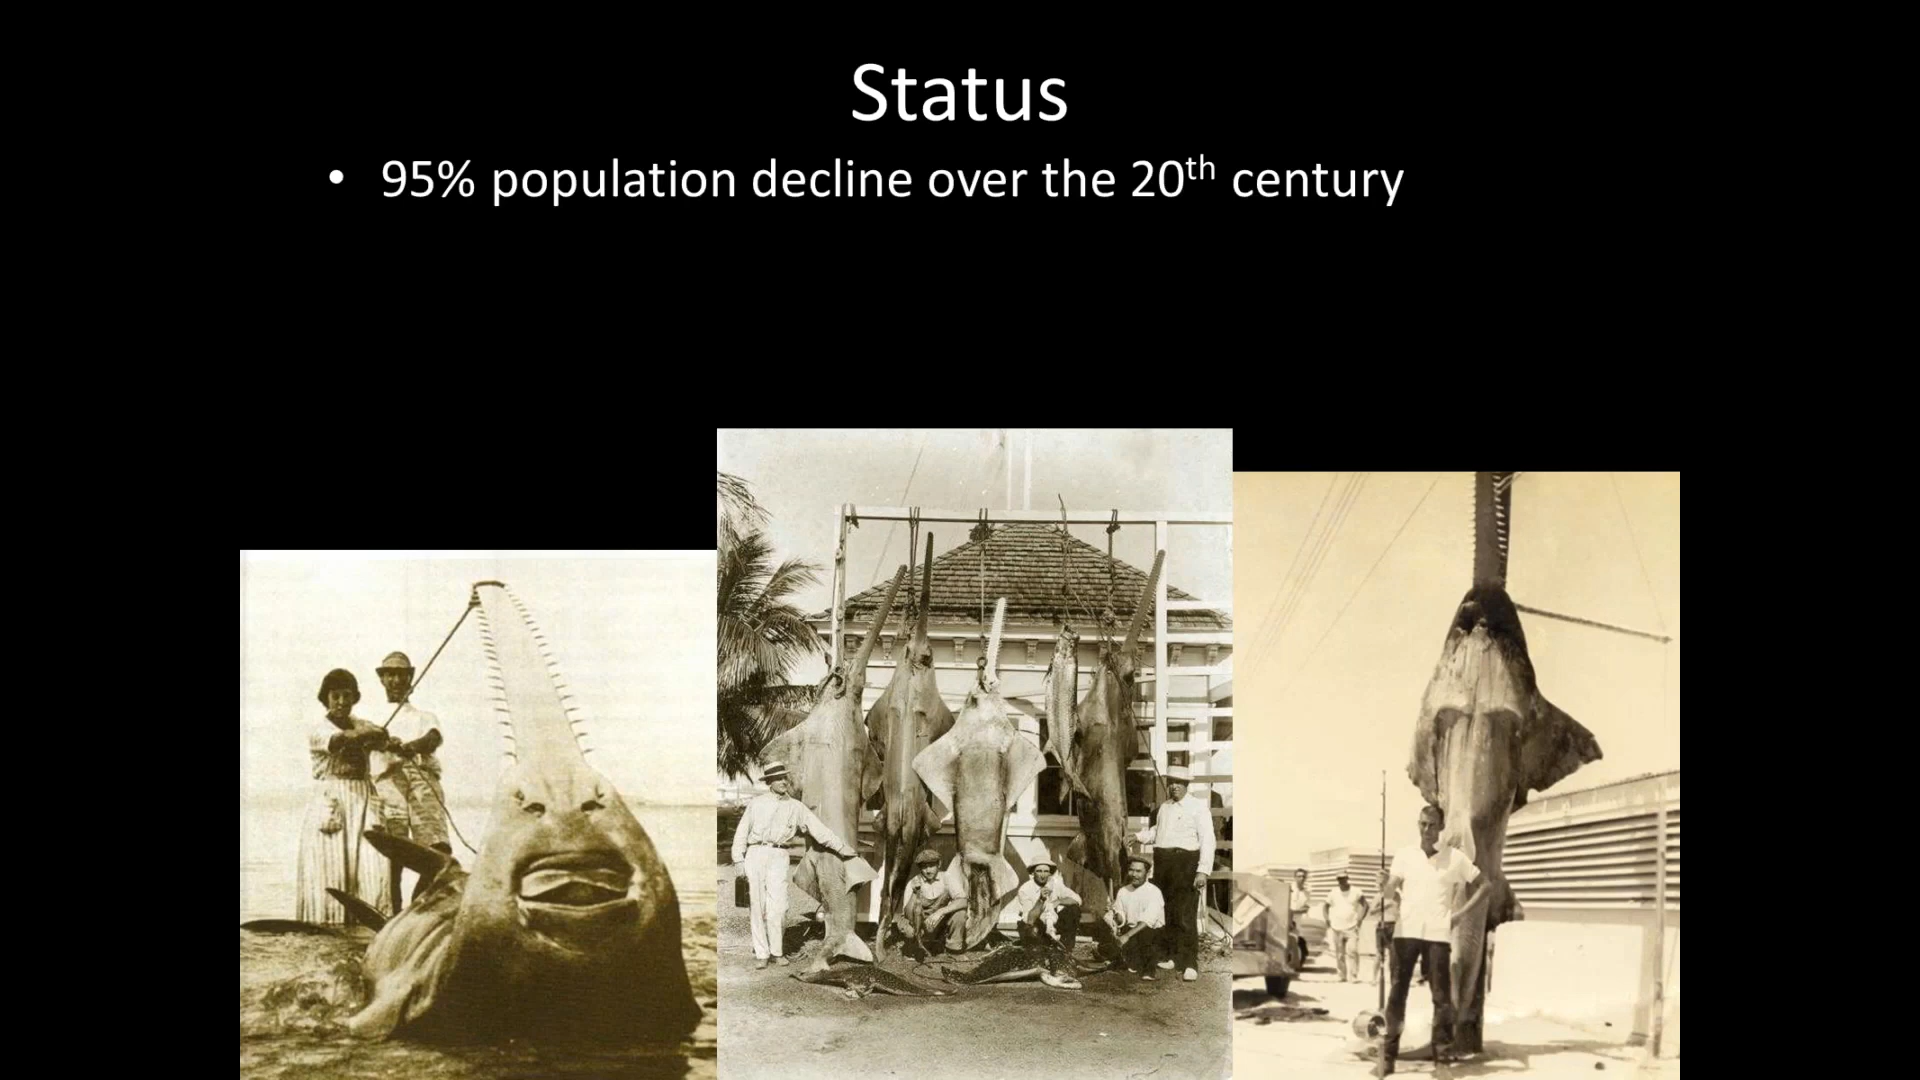 Status
• 95% population decline over the 20th century